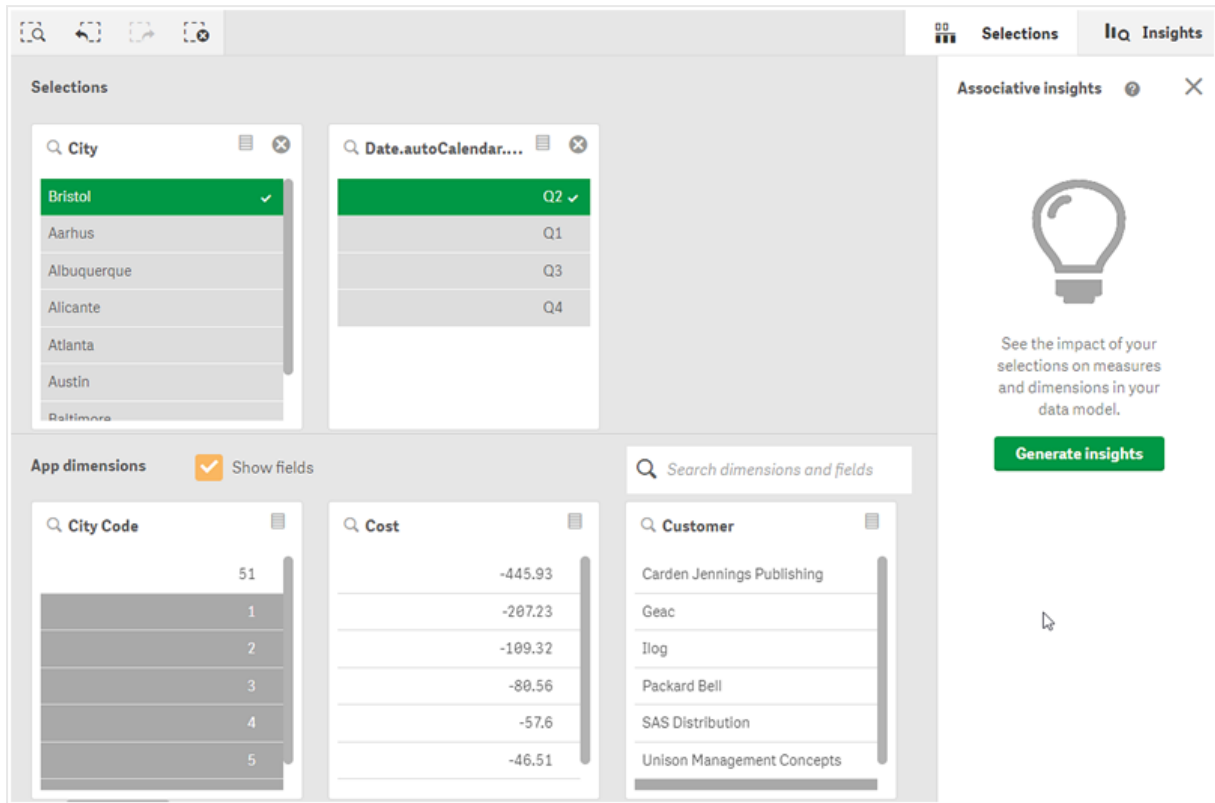 Selections
Insights
Selections
Associative insights ?
City
Date.autoCalendar....
Bristol
Aarhus
Albuquerque
Alicante
Atlanta
Austin
Baltimore
Q2
Q1
Q3
Q4
See the impact of your
selections on measures
and dimensions in your
data model.
Generate insights
App dimensions
Show fields
Search dimensions and fields
City Code
51
1
2
3
4
5
Cost
-445.93
-207.23
-109.32
-80.56
-57.6
-46.51
Customer
Carden Jennings Publishing
Geac
Ilog
Packard Bell
SAS Distribution
Unison Management Concepts